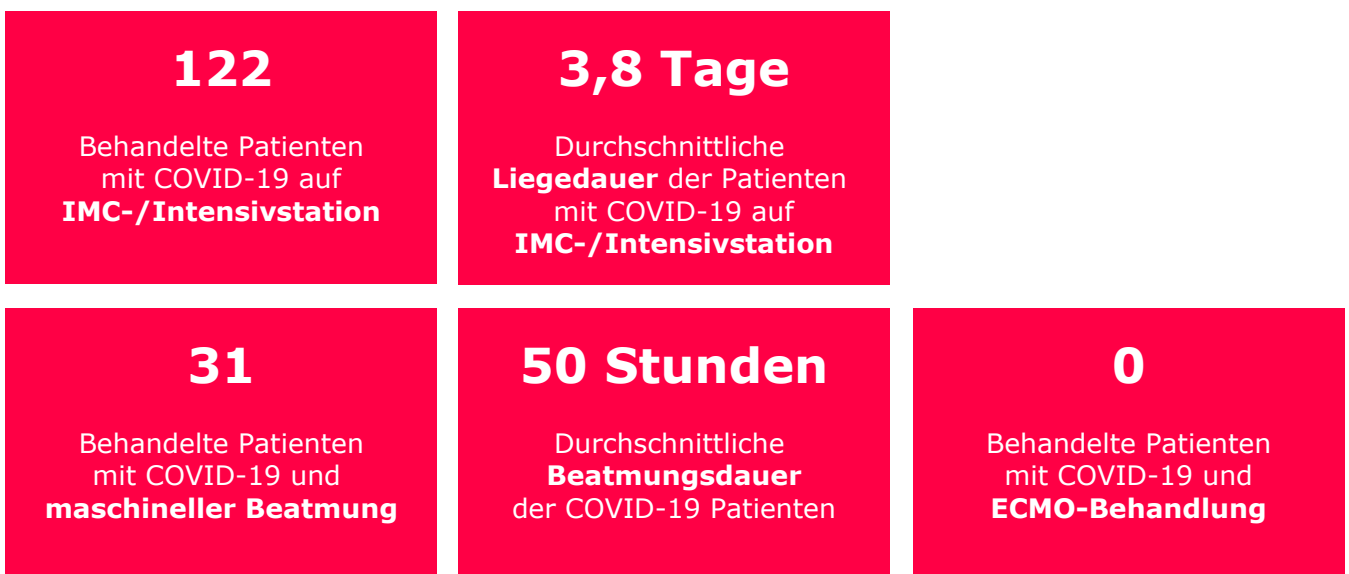 122
Behandelte Patienten
mit COVID-19 auf
IMC-/Intensivstation
3,8 Tage
Durchschnittliche
Liegedauer der Patienten
mit COVID-19 auf
IMC-/Intensivstation
31
Behandelte Patienten
mit COVID-19 und
maschineller Beatmung
50 Stunden
Durchschnittliche
Beatmungsdauer
der COVID-19 Patienten
0
Behandelte Patienten
mit COVID-19 und
ECMO-Behandlung